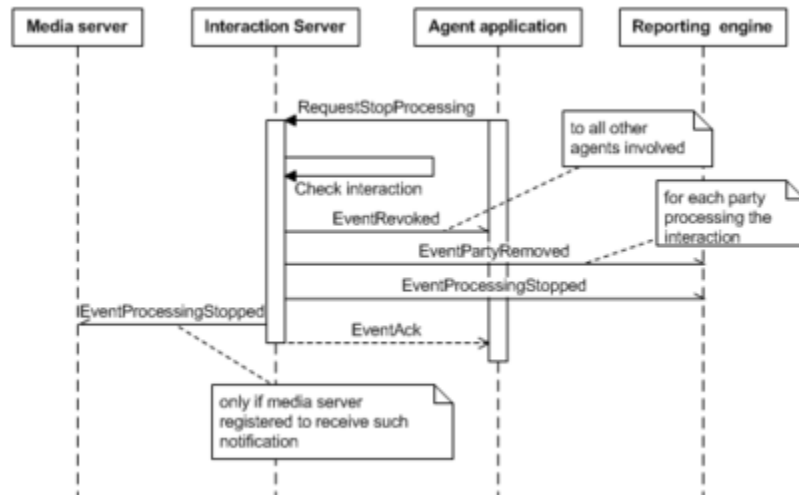 Media server
Interaction Server
Agent application
Reporting engine
RequestStopProcessing
to all other
agents involved
Check interaction
for each party
processing the
interaction
EventRevoked
EventPartyRemoved
EventProcessingStopped
EventProcessingStopped
EventAck
only if media server
registered to receive such
notification